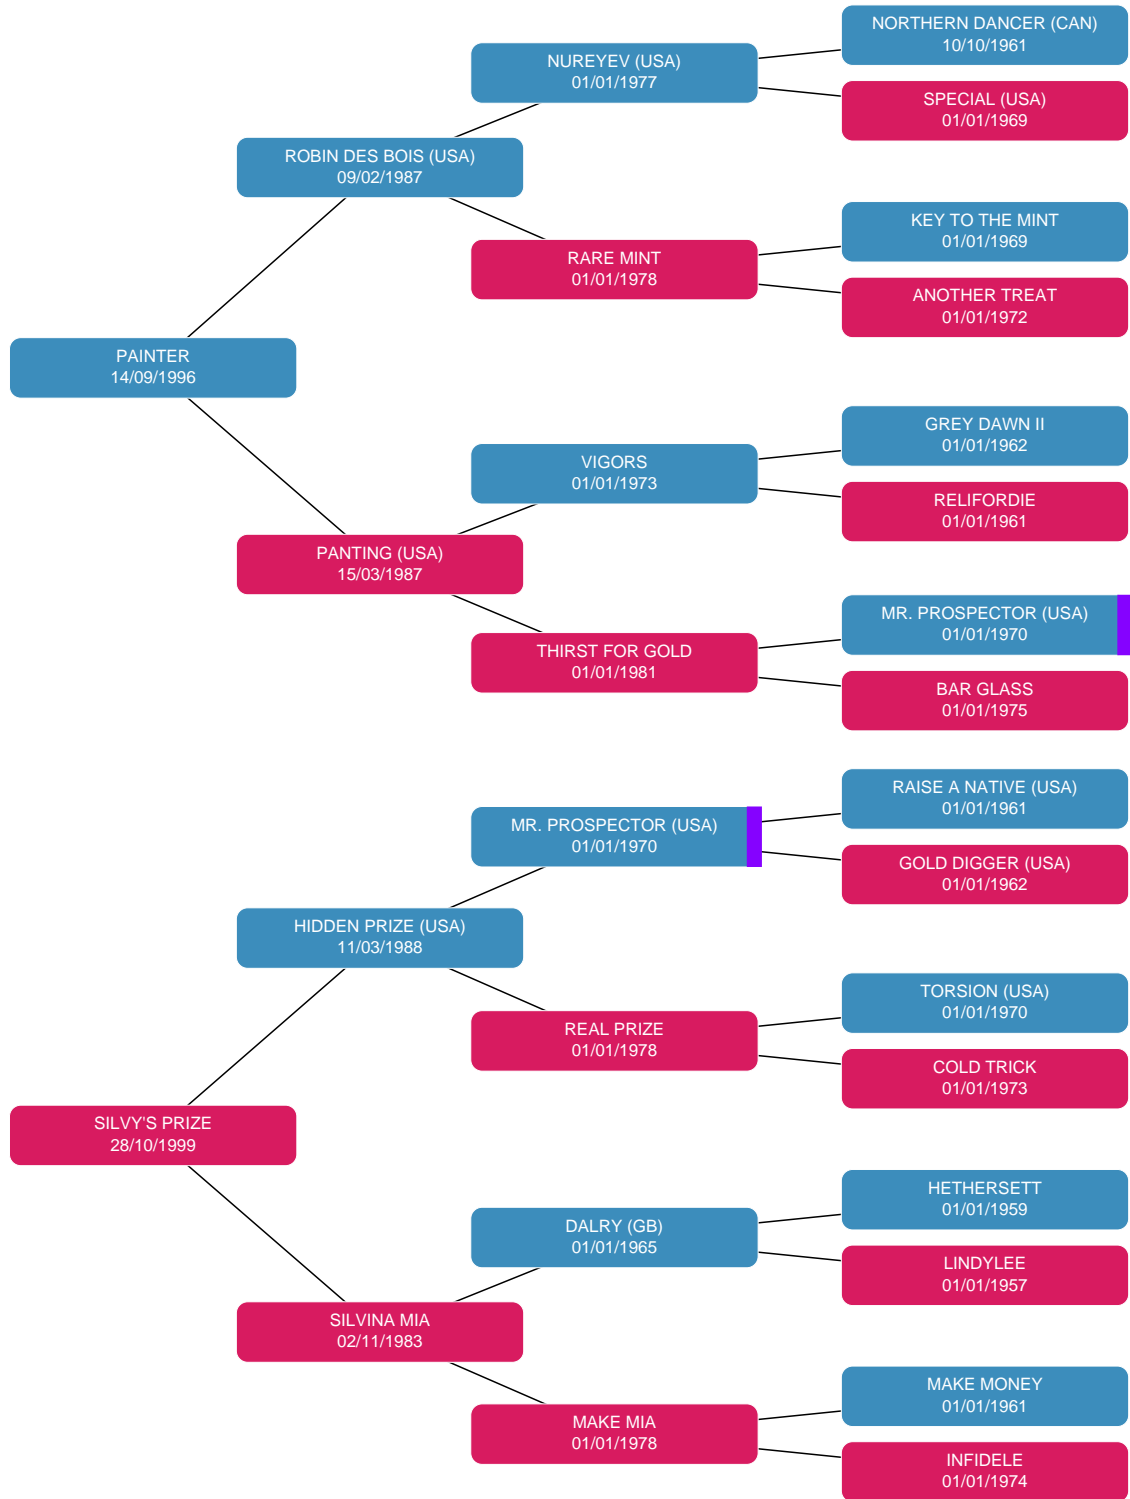 NORTHERN DANCER (CAN)
10/10/1961
NUREYEV (USA)
01/01/1977
SPECIAL (USA)
01/01/1969
ROBIN DES BOIS (USA)
09/02/1987
KEY TO THE MINT
01/01/1969
RARE MINT
01/01/1978
ANOTHER TREAT
01/01/1972
PAINTER
14/09/1996
GREY DAWN II
01/01/1962
VIGORS
01/01/1973
RELIFORDIE
01/01/1961
PANTING (USA)
15/03/1987
MR. PROSPECTOR (USA)
01/01/1970
THIRST FOR GOLD
01/01/1981
BAR GLASS
01/01/1975
RAISE A NATIVE (USA)
01/01/1961
MR. PROSPECTOR (USA)
01/01/1970
GOLD DIGGER (USA)
01/01/1962
HIDDEN PRIZE (USA)
11/03/1988
TORSION (USA)
01/01/1970
REAL PRIZE
01/01/1978
COLD TRICK
01/01/1973
SILVY'S PRIZE
28/10/1999
HETHERSETT
01/01/1959
DALRY (GB)
01/01/1965
LINDYLEE
01/01/1957
SILVINA MIA
02/11/1983
MAKE MONEY
01/01/1961
MAKE MIA
01/01/1978
INFIDELE
01/01/1974